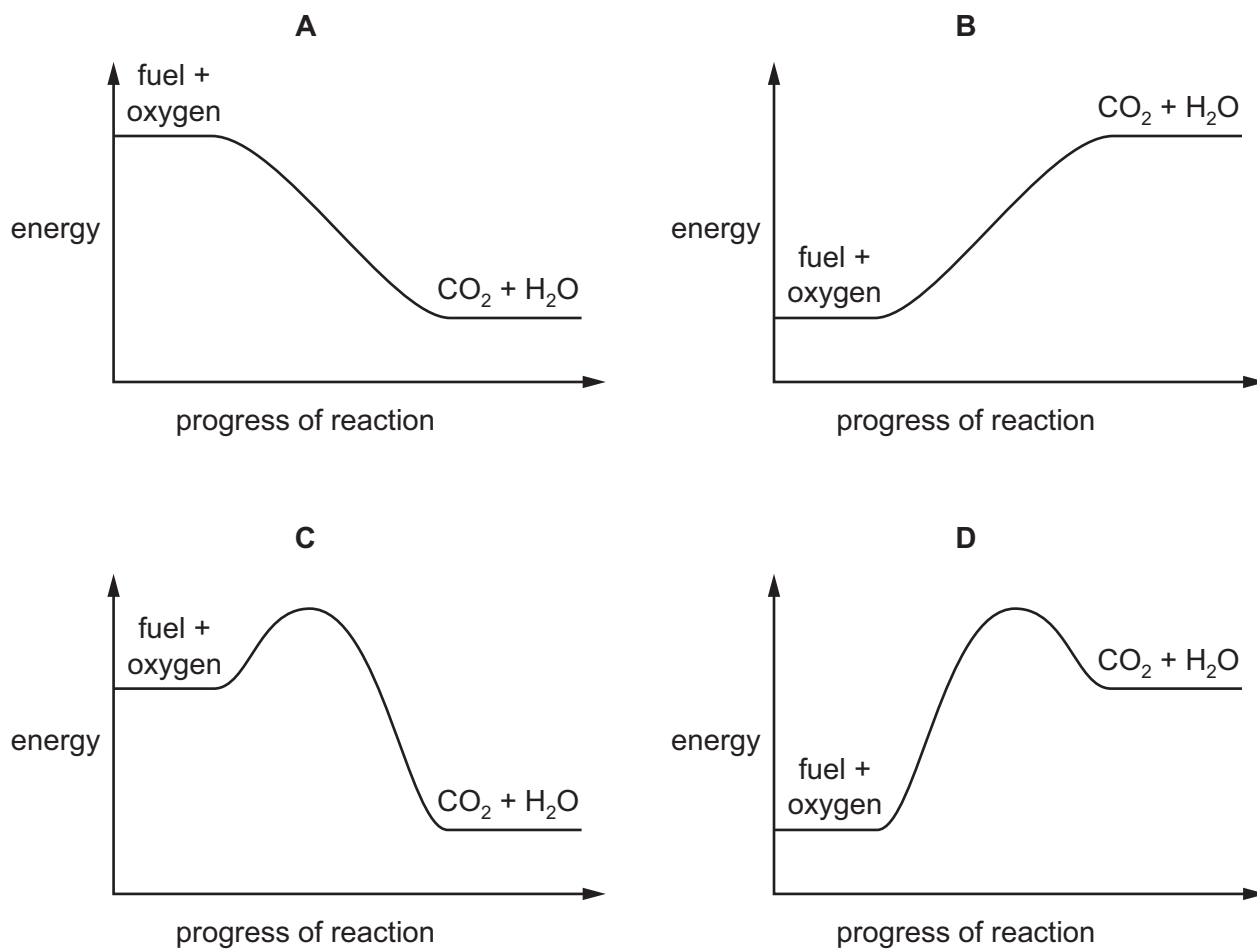 A
fuel +
oxygen
energy
CO₂ + H₂O
progress of reaction
B
CO₂ + H₂O
energy
fuel +
oxygen
progress of reaction
C
fuel +
oxygen
energy
CO₂ + H₂O
progress of reaction
D
CO₂ + H₂O
energy
fuel +
oxygen
progress of reaction